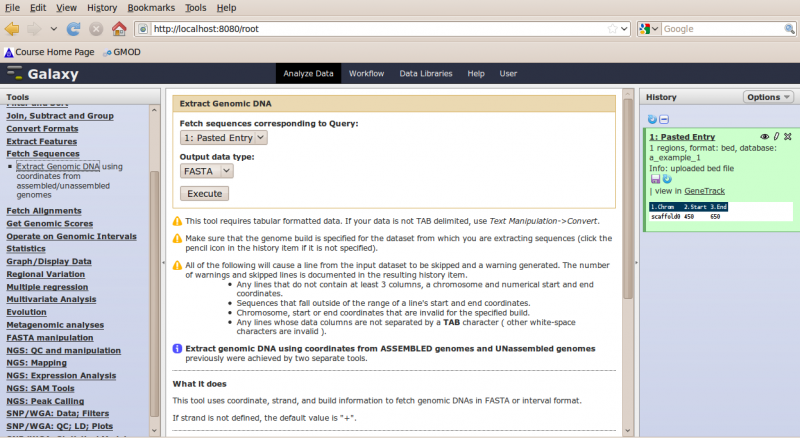 File Edit View History Bookmarks Tools Help
http://localhost:8080/root
Google
Course Home Page GMOD
Galaxy
Analyze Data Workflow Data Libraries Help User
Tools
Join, Subtract and Group
Convert Formats
Extract Features
Fetch Sequences
Extract Genomic DNA using
coordinates from
assembled/unassembled
genomes
Fetch Alignments
Get Genomic Scores
Operate on Genomic Intervals
Statistics
Graph/Display Data
Regional Variation
Multiple regression
Multivariate Analysis
Evolution
Metagenomic analyses
FASTA manipulation
NGS: QC and manipulation
NGS: Mapping
NGS: Expression Analysis
NGS: SAM Tools
NGS: Peak Calling
SNP/WGA: Data; Filters
SNP/WGA: QC; LD; Plots
Extract Genomic DNA
Fetch sequences corresponding to Query:
1: Pasted Entry
Output data type:
FASTA
Execute
This tool requires tabular formatted data. If your data is not TAB delimited, use Text Manipulation->Convert.
Make sure that the genome build is specified for the dataset from which you are extracting sequences (click the
pencil icon in the history item if it is not specified).
All of the following will cause a line from the input dataset to be skipped and a warning generated. The number
of warnings and skipped lines is documented in the resulting history item.
Any lines that do not contain at least 3 columns, a chromosome and numerical start and end
coordinates.
Sequences that fall outside of the range of a line's start and end coordinates.
Chromosome, start or end coordinates that are invalid for the specified build.
Any lines whose data columns are not separated by a TAB character ( other white-space
characters are invalid ).
Extract genomic DNA using coordinates from ASSEMBLED genomes and UNassembled genomes
previously were achieved by two separate tools.
What it does
This tool uses coordinate, strand, and build information to fetch genomic DNAs in FASTA or interval format.
If strand is not defined, the default value is "+".
History Options
1: Pasted Entry
1 regions, format: bed, database:
a_example_1
Info: uploaded bed file
| view in GeneTrack
1.Chrom 2.Start 3.End
scaffold0 450 650